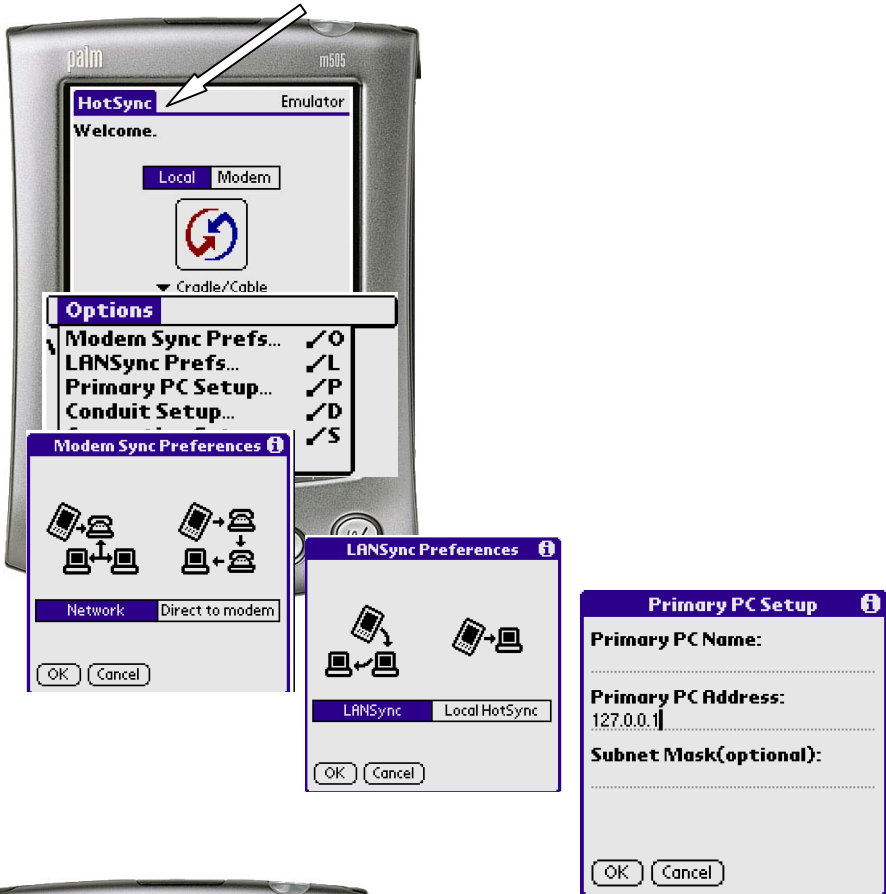 palm m505
HotSync Emulator
Welcome.
Local Modem
Cradle/Cable
Options
Modem Sync Prefs... /O
LANSync Prefs... /L
Primary PC Setup... /P
Conduit Setup... /D
/S
Modem Sync Preferences i
Network Direct to modem
OK Cancel
LANSync Preferences i
LANSync Local HotSync
OK Cancel
Primary PC Setup i
Primary PC Name:
Primary PC Address:
127.0.0.1
Subnet Mask(optional):
OK Cancel